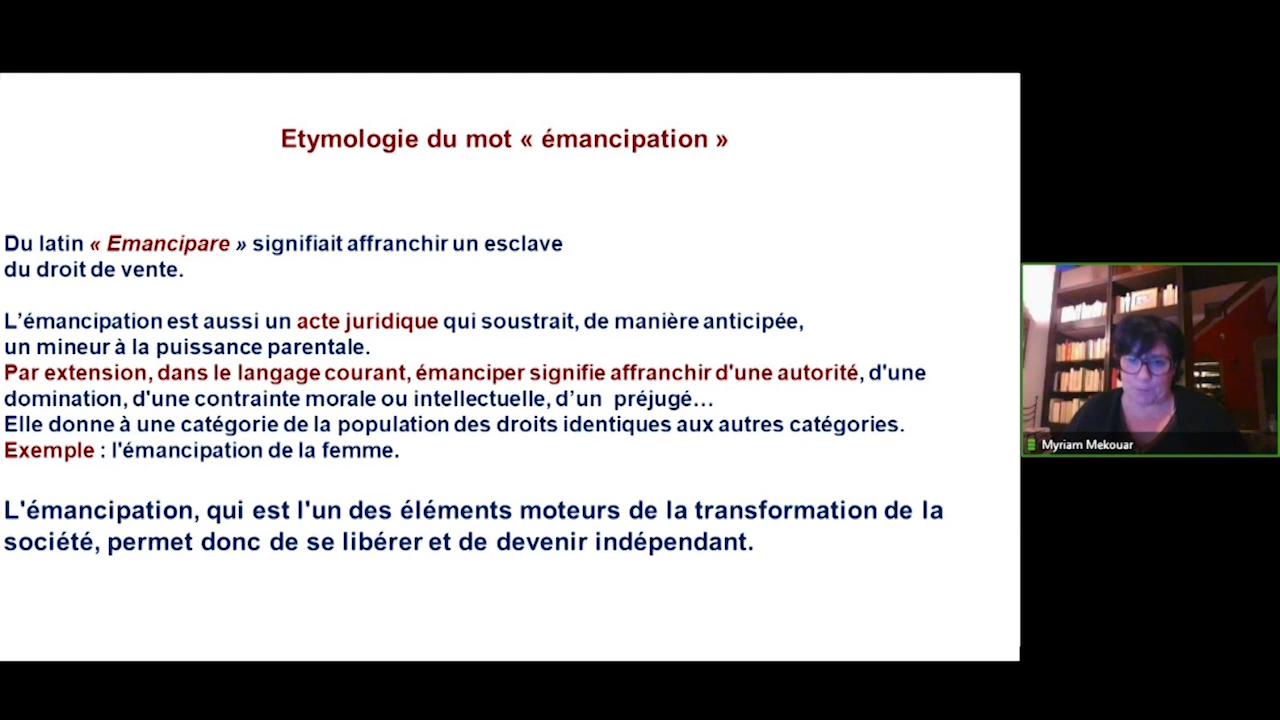 Etymologie du mot « émancipation »
Du latin « Emancipare » signifiait affranchir un esclave
du droit de vente.
L’émancipation est aussi un acte juridique qui soustrait, de manière anticipée,
un mineur à la puissance parentale.
Par extension, dans le langage courant, émanciper signifie affranchir d'une autorité, d'une
domination, d'une contrainte morale ou intellectuelle, d’un préjugé…
Elle donne à une catégorie de la population des droits identiques aux autres catégories.
Exemple : l'émancipation de la femme.
L'émancipation, qui est l'un des éléments moteurs de la transformation de la
société, permet donc de se libérer et de devenir indépendant.
Myriam Mekouar